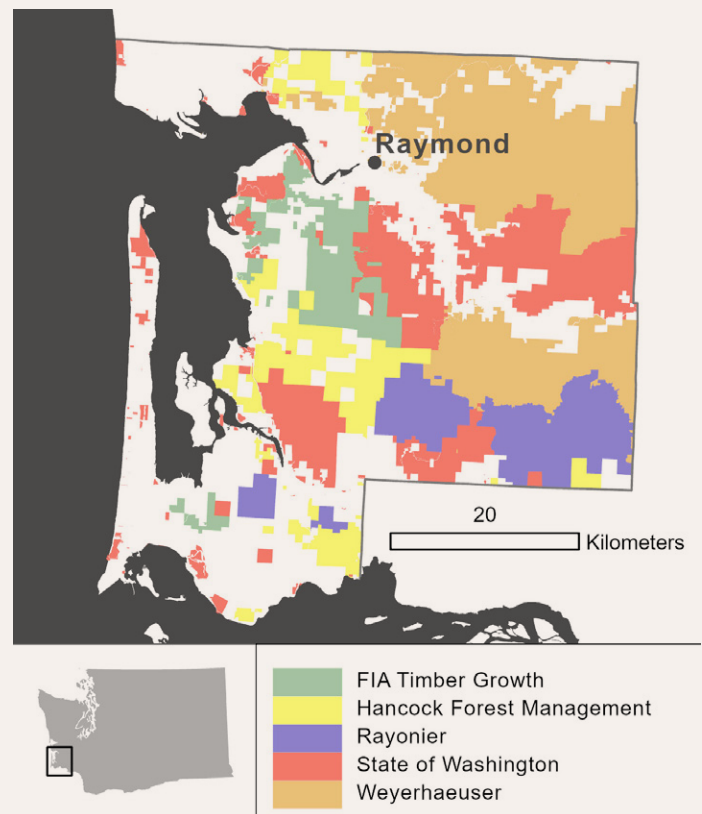 Raymond
20
Kilometers
FIA Timber Growth
Hancock Forest Management
Rayonier
State of Washington
Weyerhaeuser